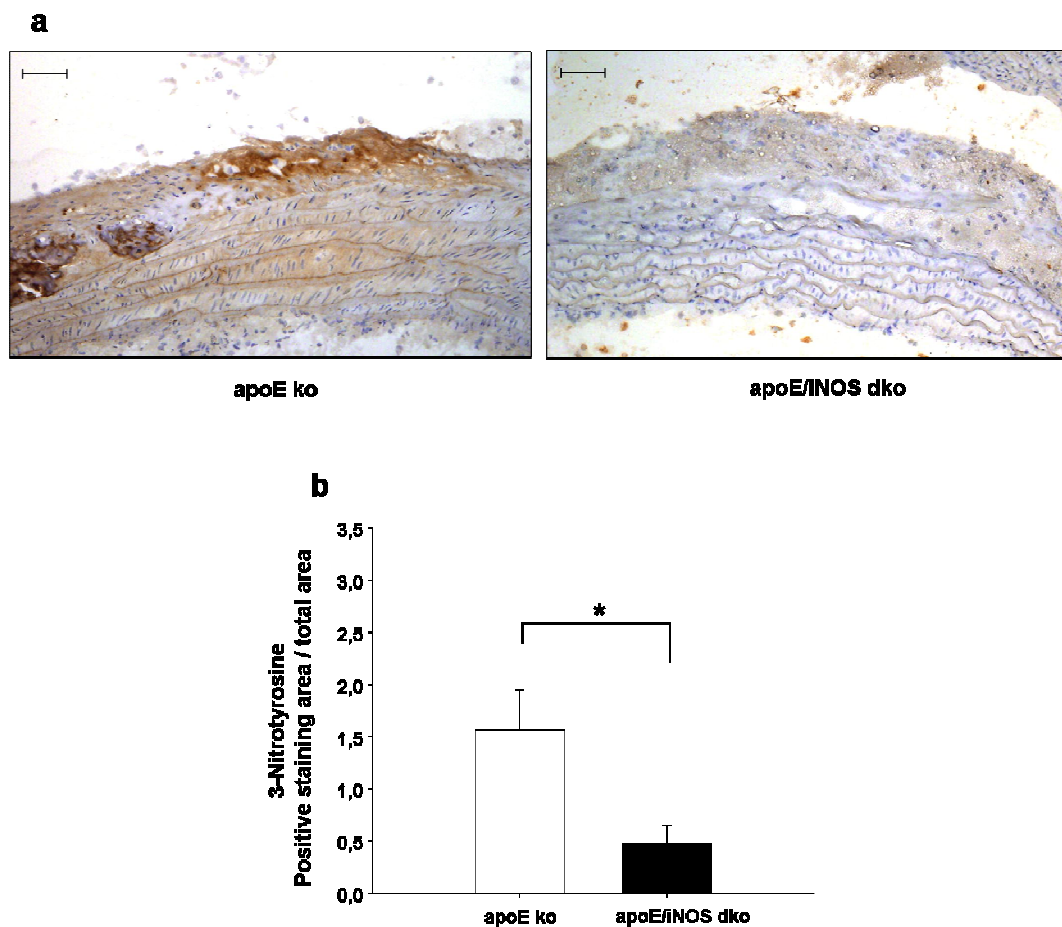 a
apoE ko
apoE/iNOS dko
b
3-Nitrotyrosine
Positive staining area / total area
3,5
3,0
2,5
2,0
1,5
1,0
0,5
0,0
*
apoE ko
apoE/iNOS dko